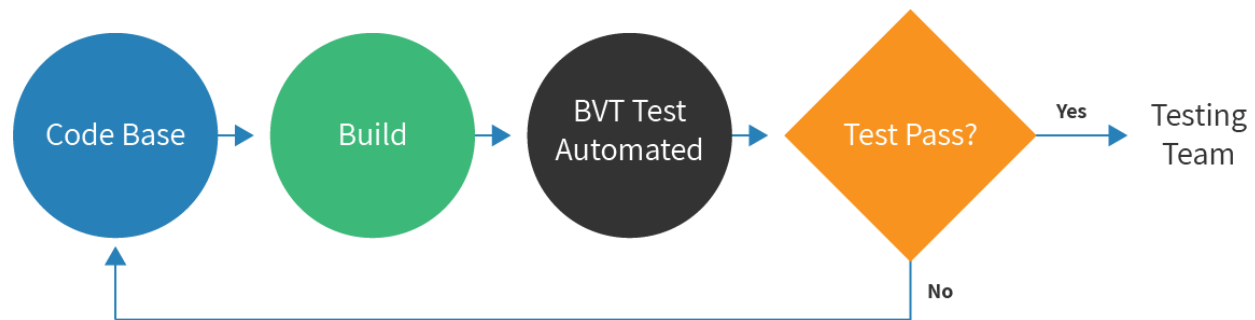 Code Base
Build
BVT Test
Automated
Test Pass?
Yes
Testing
Team
No